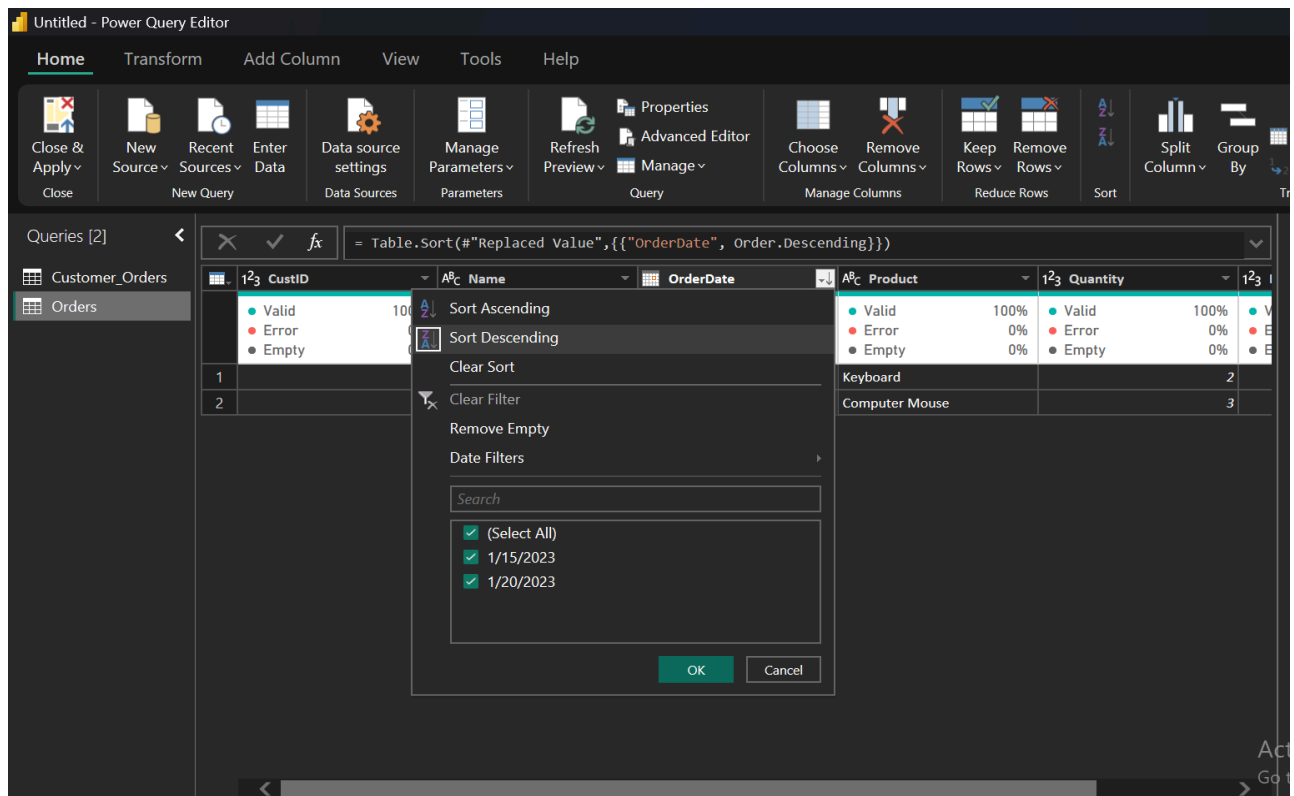 Untitled - Power Query Editor
Home Transform Add Column View Tools Help
Close & Apply
New Source
Recent Sources
Enter Data
Data source settings
Manage Parameters
Refresh Preview
Properties
Advanced Editor
Manage
Choose Columns
Remove Columns
Keep Rows
Remove Rows
Split Column
Group By
Close
New Query
Data Sources
Parameters
Query
Manage Columns
Reduce Rows
Sort
Queries [2]
Customer_Orders
Orders
fx = Table.Sort(#"Replaced Value",{{"OrderDate", Order.Descending}})
123 CustID ABC Name OrderDate ABC Product 123 Quantity 123
Valid 100% Valid 100%
Error 0% Error 0%
Empty 0% Empty 0%
Valid
Error
Empty
1 Keyboard 2
2 Computer Mouse 3
Sort Ascending
Sort Descending
Clear Sort
Clear Filter
Remove Empty
Date Filters
Search
(Select All)
1/15/2023
1/20/2023
OK Cancel